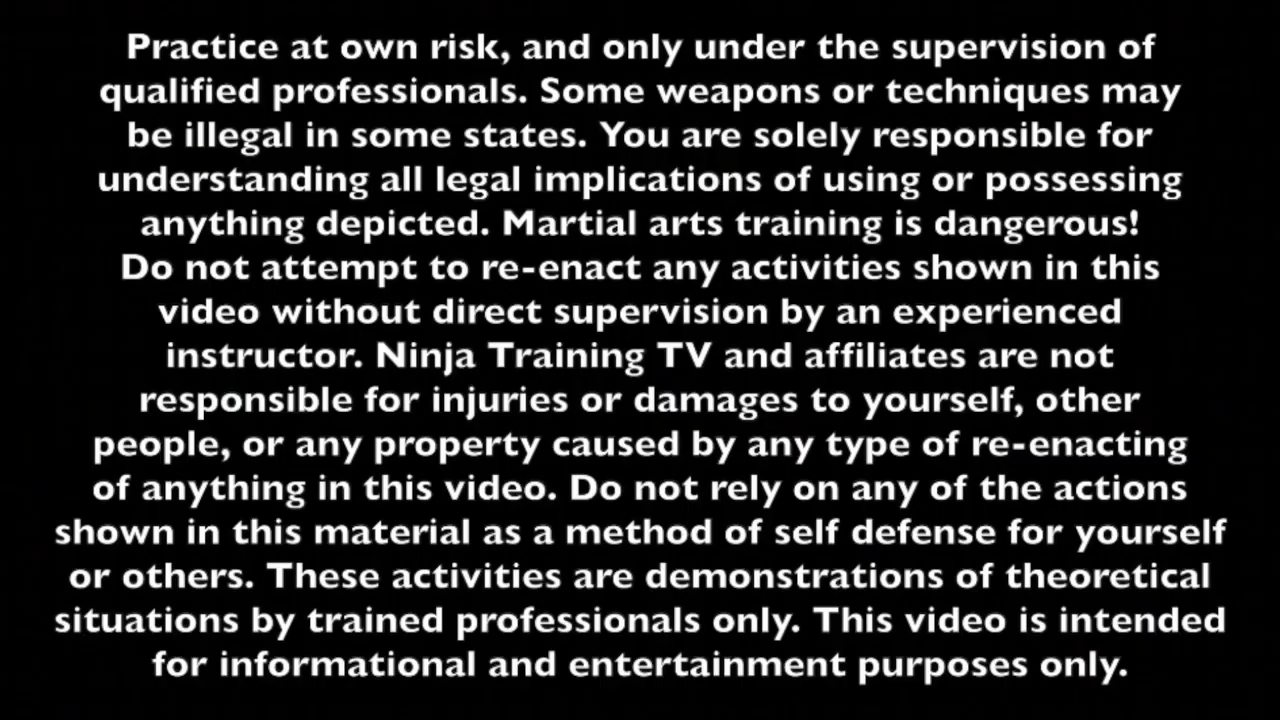 Practice at own risk, and only under the supervision of
qualified professionals. Some weapons or techniques may
be illegal in some states. You are solely responsible for
understanding all legal implications of using or possessing
anything depicted. Martial arts training is dangerous!
Do not attempt to re-enact any activities shown in this
video without direct supervision by an experienced
instructor. Ninja Training TV and affiliates are not
responsible for injuries or damages to yourself, other
people, or any property caused by any type of re-enacting
of anything in this video. Do not rely on any of the actions
shown in this material as a method of self defense for yourself
or others. These activities are demonstrations of theoretical
situations by trained professionals only. This video is intended
for informational and entertainment purposes only.